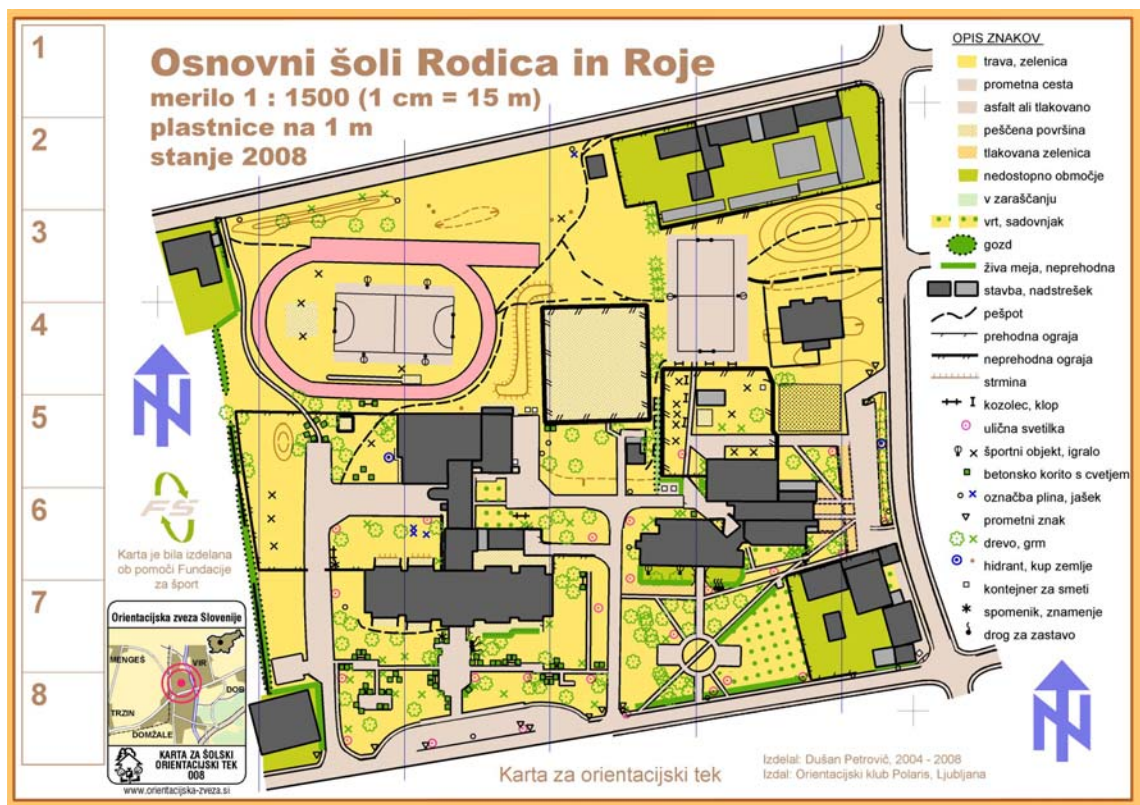 1
2
3
4
5
6
7
8
Osnovni šoli Rodica in Roje
merilo 1 : 1500 (1 cm = 15 m)
plastnice na 1 m
stanje 2008
OPIS ZNAKOV
trava, zelenica
prometna cesta
asfalt ali tlakovano
peščena površina
tlakovana zelenica
nedostopno območje
v zaraščanju
vrt, sadovnjak
gozd
živa meja, neprehodna
stavba, nadstrešek
pešpot
prehodna ograja
neprehodna ograja
strmina
kozolec, klop
ulična svetilka
športni objekt, igralo
betonsko korito s cvetjem
označba plina, jašek
prometni znak
drevo, grm
hidrant, kup zemlje
kontejner za smeti
spomenik, znamenje
drog za zastavo
N
FŠ
Karta je bila izdelana
ob pomoči Fundacije
za šport
Orientacijska zveza Slovenije
MENGEŠ
VIR
DOB
TRZIN
DOMŽALE
KARTA ZA ŠOLSKI
ORIENTACIJSKI TEK
008
www.orientacijska-zveza.si
Karta za orientacijski tek
Izdelal: Dušan Petrovič, 2004 - 2008
Izdal: Orientacijski klub Polaris, Ljubljana
N